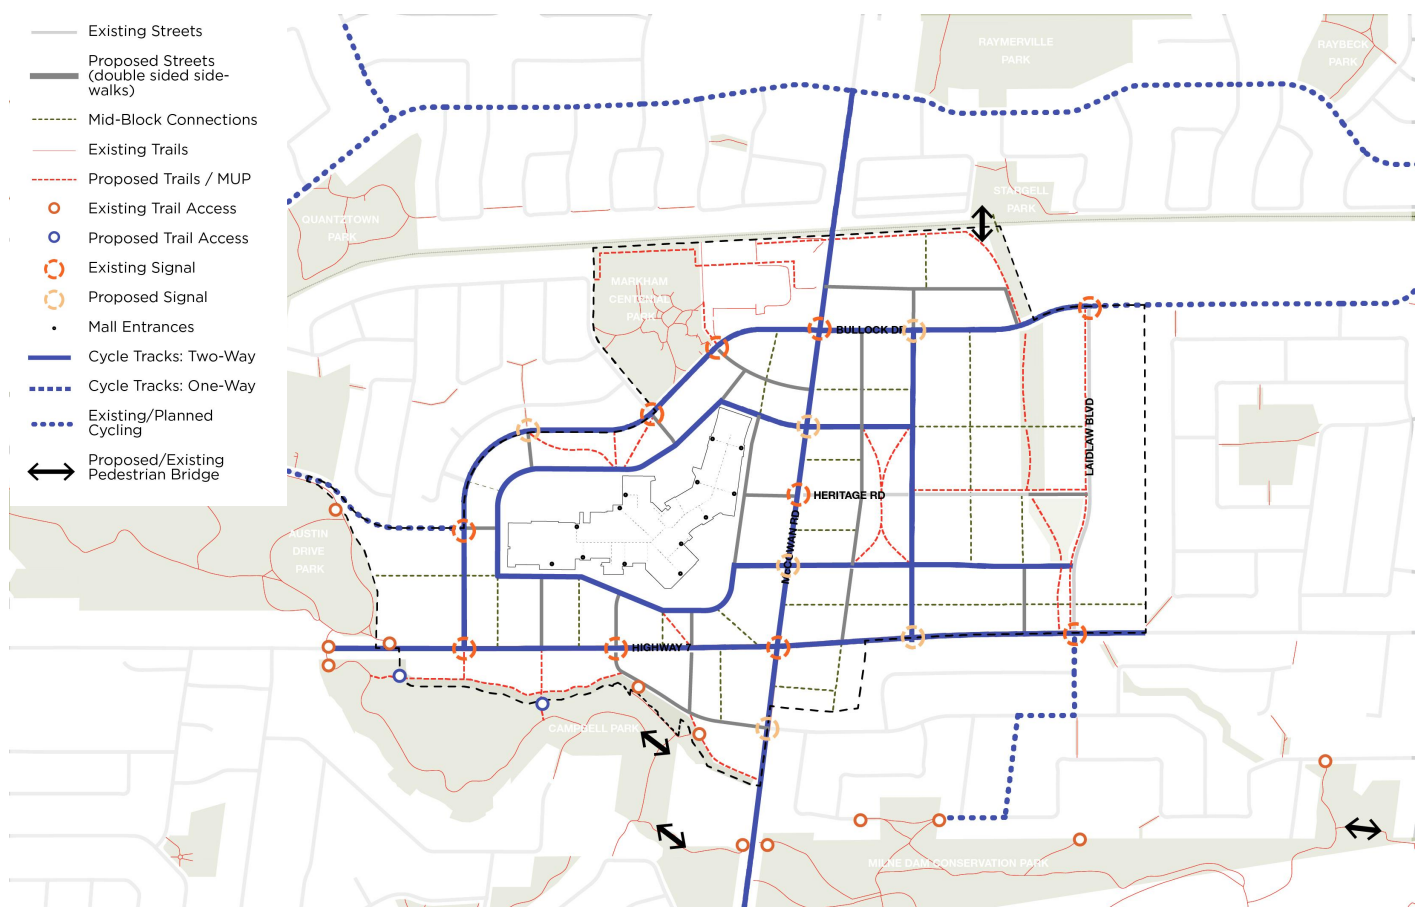 Existing Streets
Proposed Streets
(double sided side-
walks)
Mid-Block Connections
Existing Trails
Proposed Trails / MUP
Existing Trail Access
Proposed Trail Access
Existing Signal
Proposed Signal
Mall Entrances
Cycle Tracks: Two-Way
Cycle Tracks: One-Way
Existing/Planned
Cycling
Proposed/Existing
Pedestrian Bridge
RAYMERVILLE
PARK
RAYBECK
PARK
STARGELL
PARK
QUANTZTOWN
PARK
MARKHAM
CENTENIAL
PARK
BULLOCK DR
LAIDLAW BLVD
HERITAGE RD
McCOWAN RD
AUSTIN
DRIVE
PARK
HIGHWAY 7
CAMPBELL PARK
MILNE DAM CONSERVATION PARK